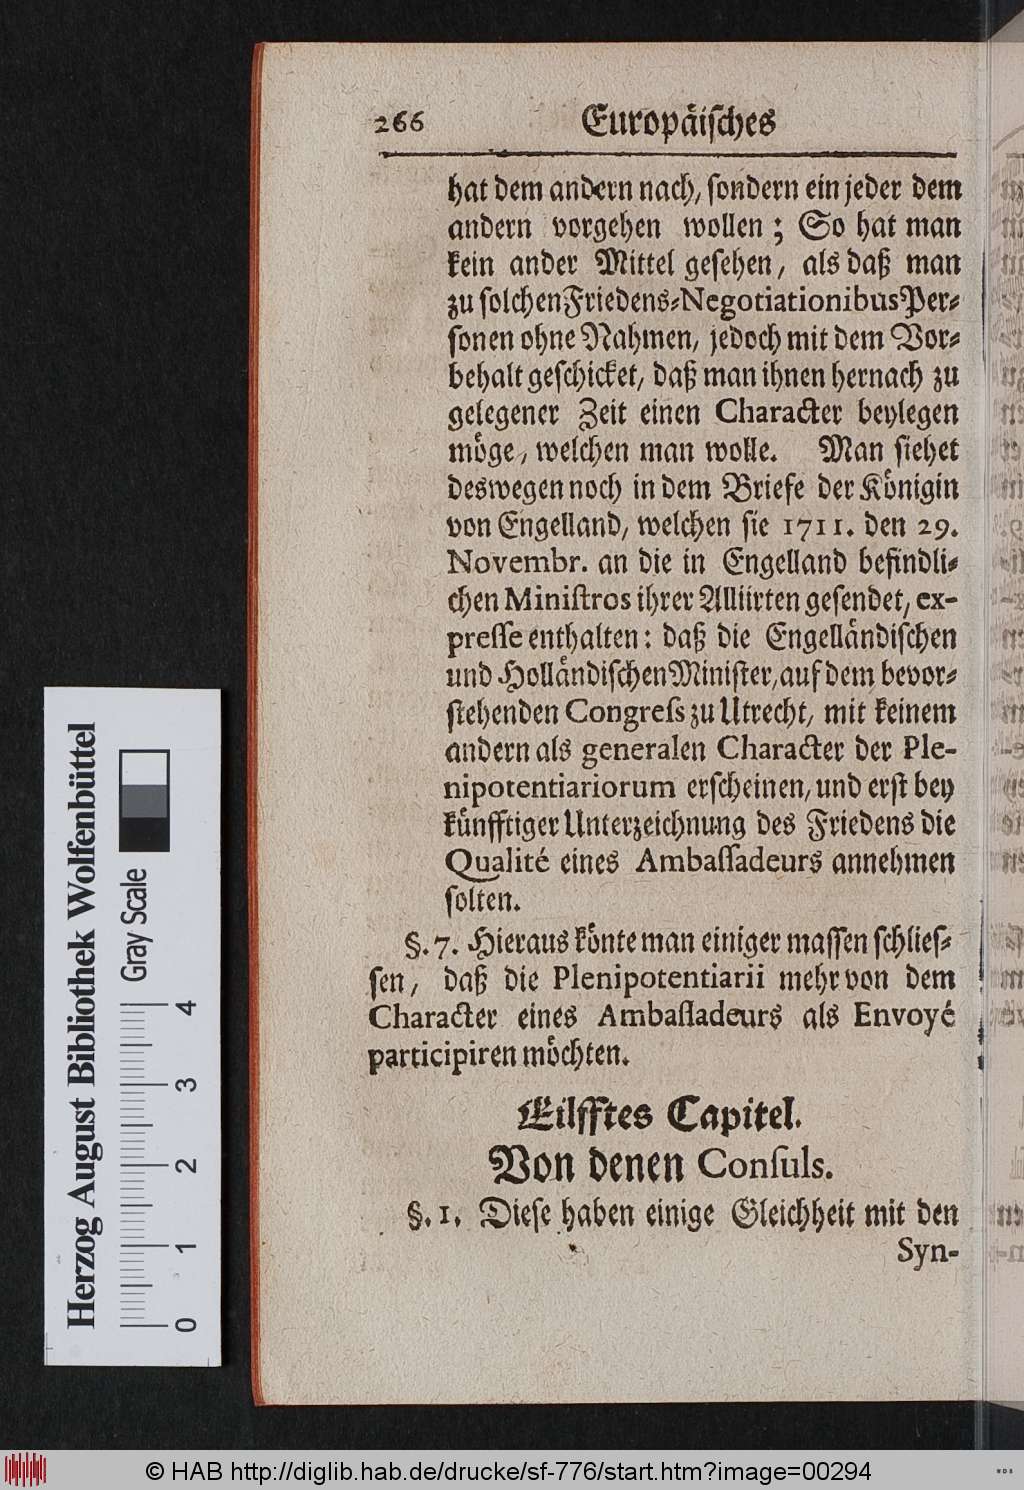 266 Europäisches
hat dem andern nach, sondern ein jeder dem
andern vorgehen wollen; So hat man
kein ander Mittel gesehen, als daß man
zu solchen Friedens-Negotiationibus Per-
sonen ohne Nahmen, jedoch mit dem Vor-
behalt geschicket, daß man ihnen hernach zu
gelegener Zeit einen Character beylegen
möge, welchen man wolle. Man siehet
deswegen noch in dem Briefe der Königin
von Engelland, welchen sie 1711. den 29.
Novembr. an die in Engelland befindli-
chen Ministros ihrer Alliirten gesendet, ex-
presse enthalten: daß die Engelländischen
und Holländischen Minister, auf dem bevor-
stehenden Congress zu Utrecht, mit keinem
andern als generalen Character der Ple-
nipotentiariorum erscheinen, und erst bey
künfftiger Unterzeichnung des Friedens die
Qualité eines Ambassadeurs annehmen
solten.
§. 7. Hieraus könte man einiger massen schlies-
sen, daß die Plenipotentiarii mehr von dem
Character eines Ambassadeurs als Envoyé
participiren möchten.
Eilfftes Capitel.
Von denen Consuls.
§. 1. Diese haben einige Gleichheit mit den
Syn-
Herzog August Bibliothek Wolfenbüttel
Gray Scale
0 1 2 3 4
© HAB http://diglib.hab.de/drucke/sf-776/start.htm?image=00294